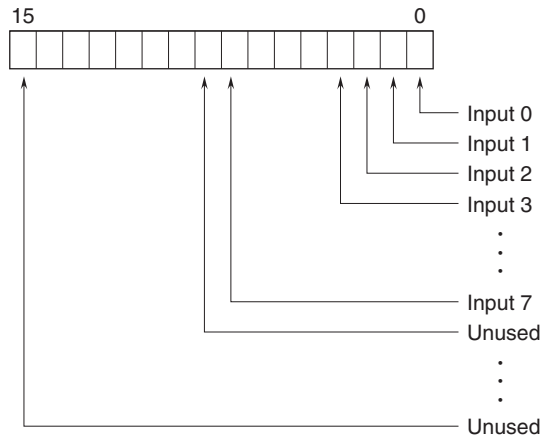 15 0
Input 0
Input 1
Input 2
Input 3
Input 7
Unused
Unused